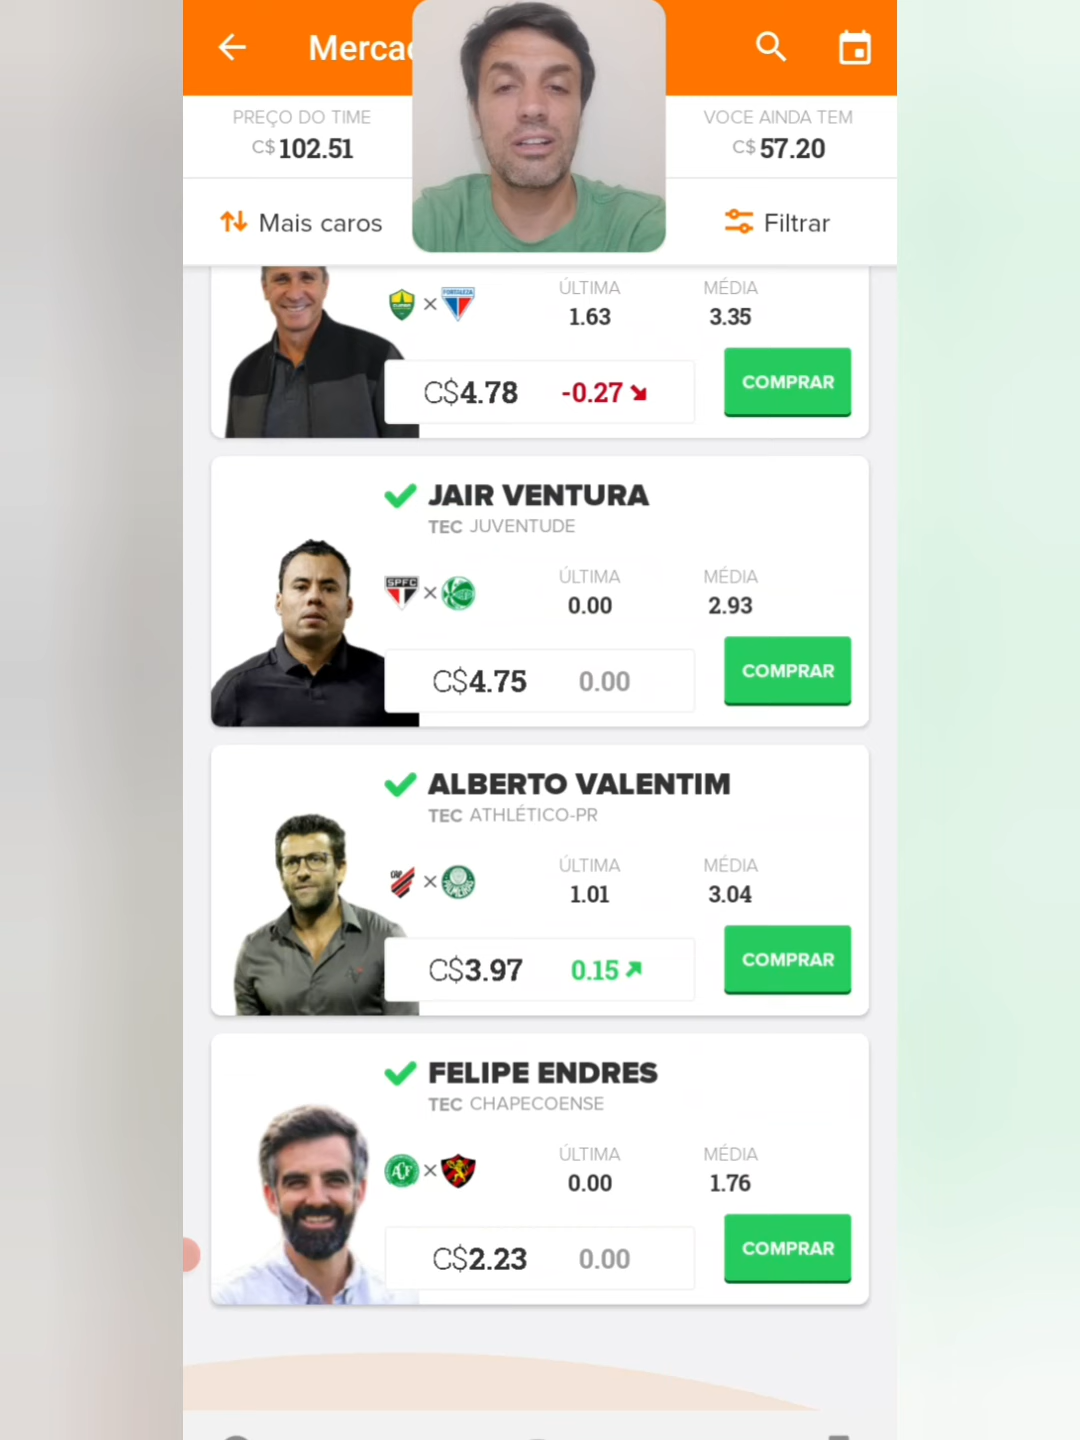 Merca
PREÇO DO TIME
C$ 102.51
VOCE AINDA TEM
C$ 57.20
Mais caros
Filtrar
ÚLTIMA
MÉDIA
1.63
3.35
C$4.78
-0.27
COMPRAR
JAIR VENTURA
TEC JUVENTUDE
SPFC
ÚLTIMA
MÉDIA
0.00
2.93
C$4.75
0.00
COMPRAR
ALBERTO VALENTIM
TEC ATHLÉTICO-PR
CAP
ÚLTIMA
MÉDIA
1.01
3.04
C$3.97
0.15
COMPRAR
FELIPE ENDRES
TEC CHAPECOENSE
ÚLTIMA
MÉDIA
0.00
1.76
C$2.23
0.00
COMPRAR